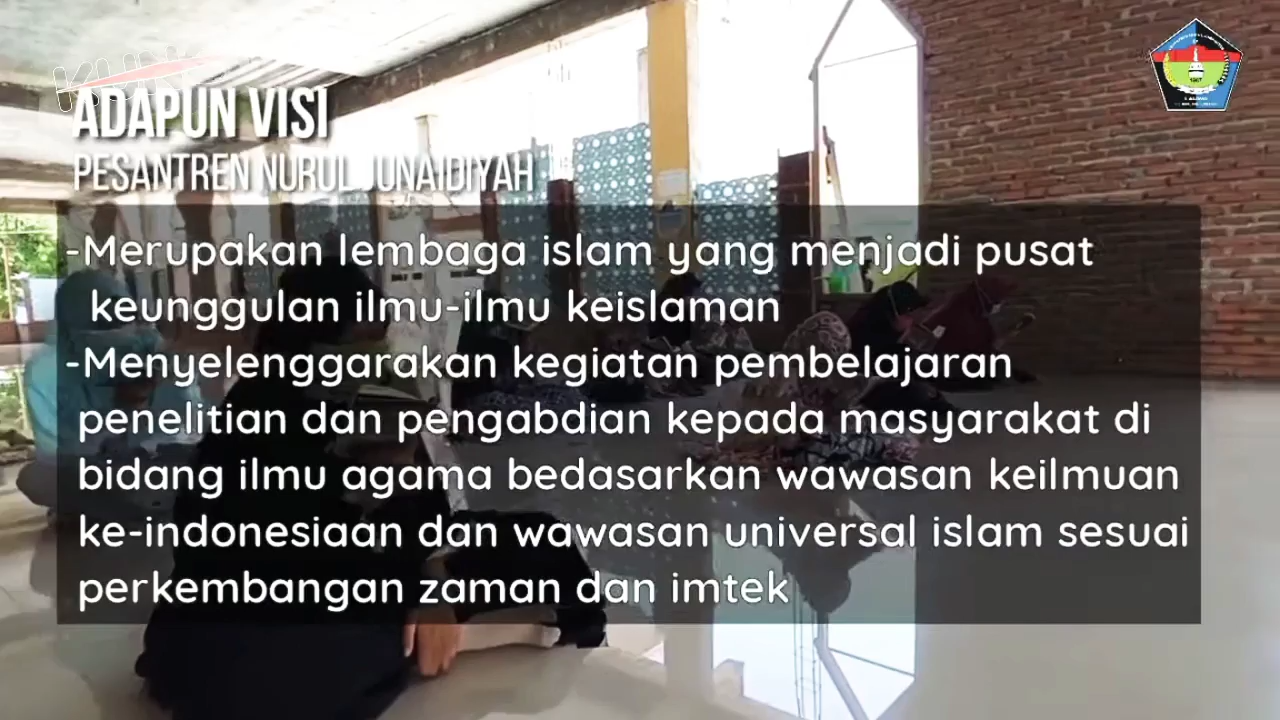 ADAPUN VISI
PESANTREN NURUL JUNAIDIYAH
-Merupakan lembaga islam yang menjadi pusat
keunggulan ilmu-ilmu keislaman
-Menyelenggarakan kegiatan pembelajaran
penelitian dan pengabdian kepada masyarakat di
bidang ilmu agama bedasarkan wawasan keilmuan
ke-indonesiaan dan wawasan universal islam sesuai
perkembangan zaman dan imtek